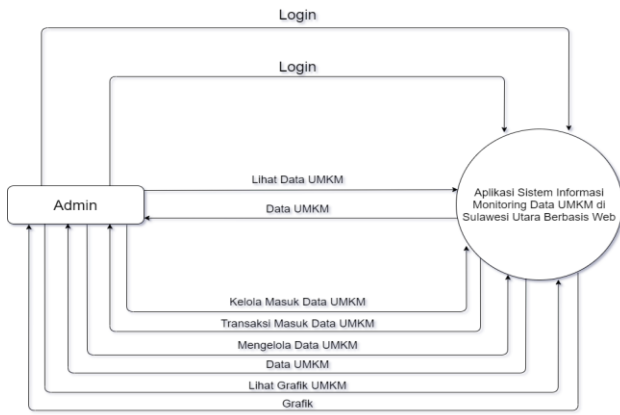 Login
Login
Lihat Data UMKM
Admin
Data UMKM
Aplikasi Sistem Informasi
Monitoring Data UMKM di
Sulawesi Utara Berbasis Web
Kelola Masuk Data UMKM
Transaksi Masuk Data UMKM
Mengelola Data UMKM
Data UMKM
Lihat Grafik UMKM
Grafik